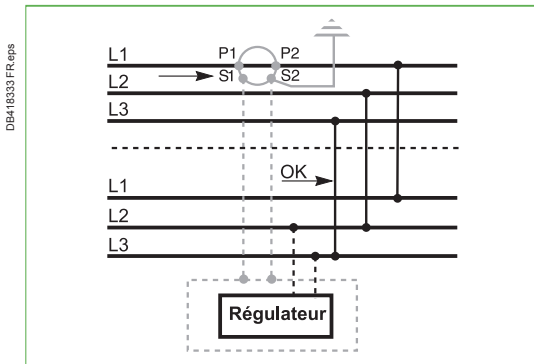 DB418333 FR.eps
L1 P1 P2
S1 S2
L2
L3
OK
L1
L2
L3
Régulateur